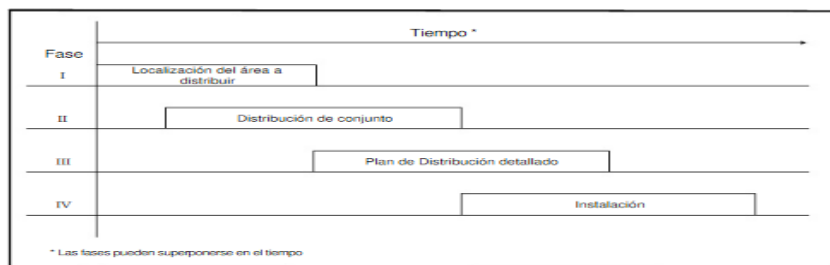 Tiempo *
Fase
I
Localización del área a
distribuir
II
Distribución de conjunto
III
Plan de Distribución detallado
IV
Instalación
* Las fases pueden superponerse en el tiempo